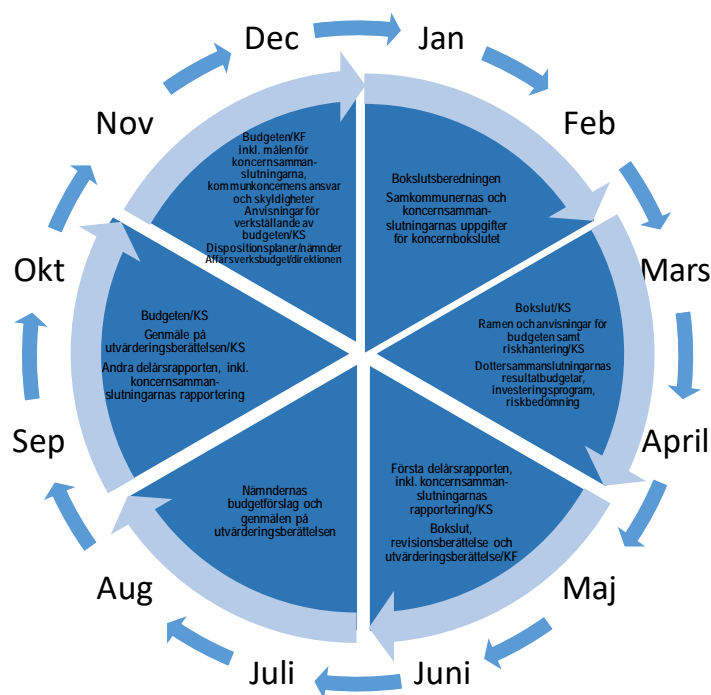 Dec
Jan
Nov
Feb
Budgeten/KF
inkl. målen för
koncernsamman-
slutningarna,
kommunkoncernens ansvar
och skyldigheter
Anvisningar för
verkställande av
budgeten/KS
Dispositionsplaner/nämnder
Affärsverksbudget/direktionen
Bokslutsberedningen
Samkommunernas och
koncernsamman-
slutningarnas uppgifter
för koncernbokslutet
Okt
Mars
Budgeten/KS
Genmäle på
utvärderingsberättelsen/KS
Andra delårsrapporten, inkl.
koncernsamman-
slutningarnas rapportering
Bokslut/KS
Ramen och anvisningar för
budgeten samt
riskhantering/KS
Dottersammanslutningarnas
resultatbudgetar,
investeringsprogram,
riskbedömning
Sep
April
Nämndernas
budgetförslag och
genmälen på
utvärderingsberättelsen
Första delårsrapporten,
inkl. koncernsamman-
slutningarnas
rapportering/KS
Bokslut,
revisionsberättelse och
utvärderingsberättelse/KF
Aug
Maj
Juli
Juni